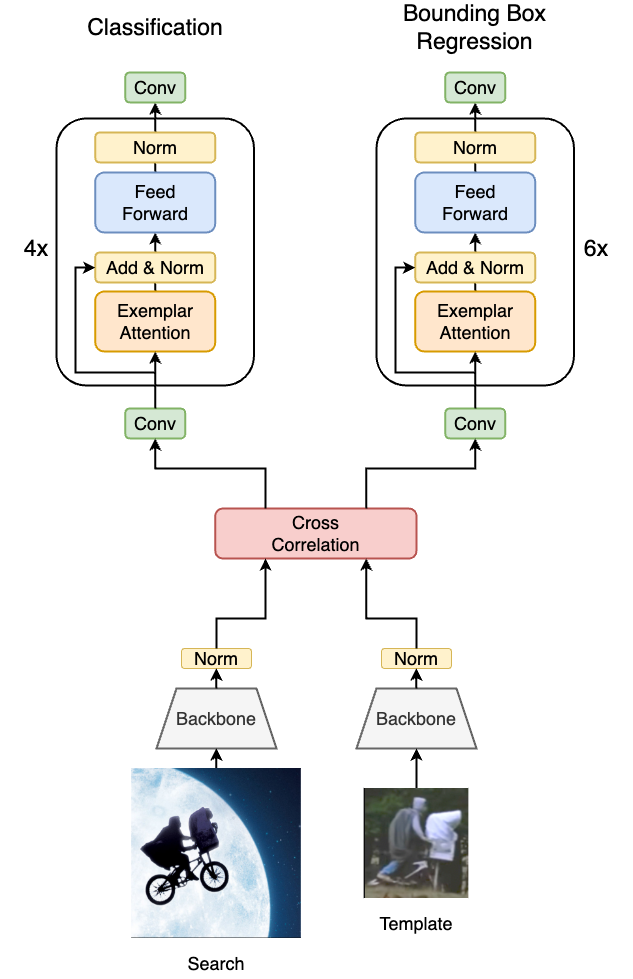 Classification
Bounding Box
Regression
Conv
Conv
Norm
Norm
Feed
Forward
Feed
Forward
4x
6x
Add & Norm
Add & Norm
Exemplar
Attention
Exemplar
Attention
Conv
Conv
Cross
Correlation
Norm
Norm
Backbone
Backbone
Template
Search